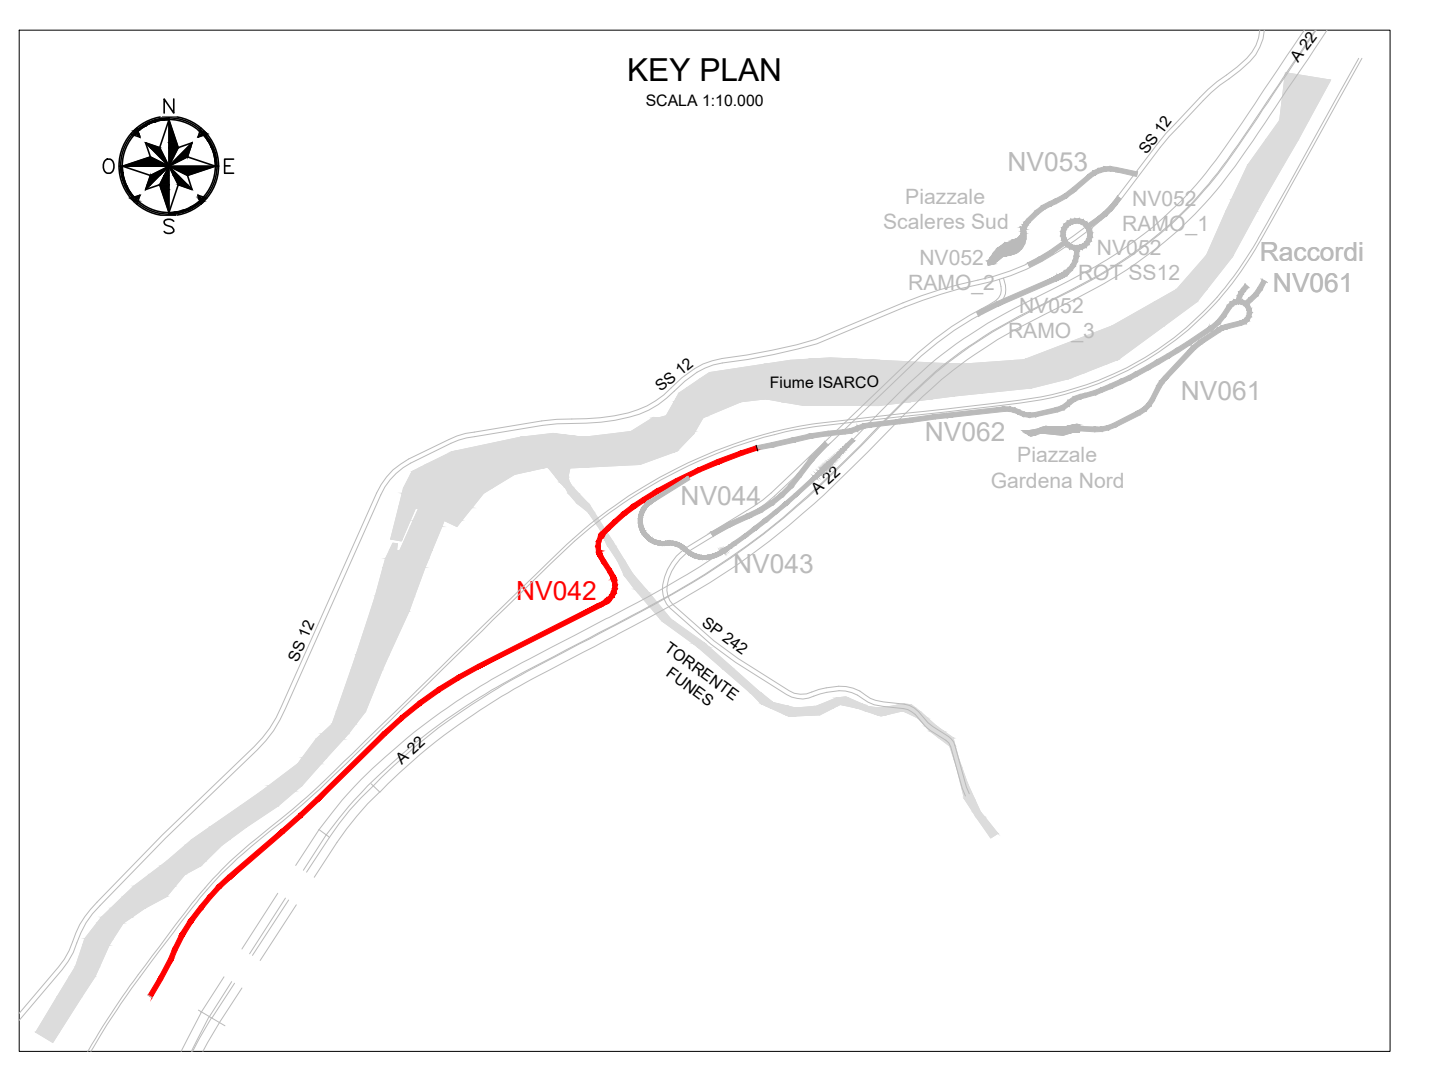 KEY PLAN
SCALA 1:10.000
N
O
E
S
A 22
SS 12
NV053
Piazzale
Scaleres Sud
NV052
RAMO_1
NV052
ROT SS12
NV052
RAMO_2
Raccordi
NV061
NV052
RAMO_3
SS 12
Fiume ISARCO
NV061
NV062
Piazzale
Gardena Nord
A 22
NV044
NV043
NV042
SS 12
SP 242
TORRENTE
FUNES
A 22